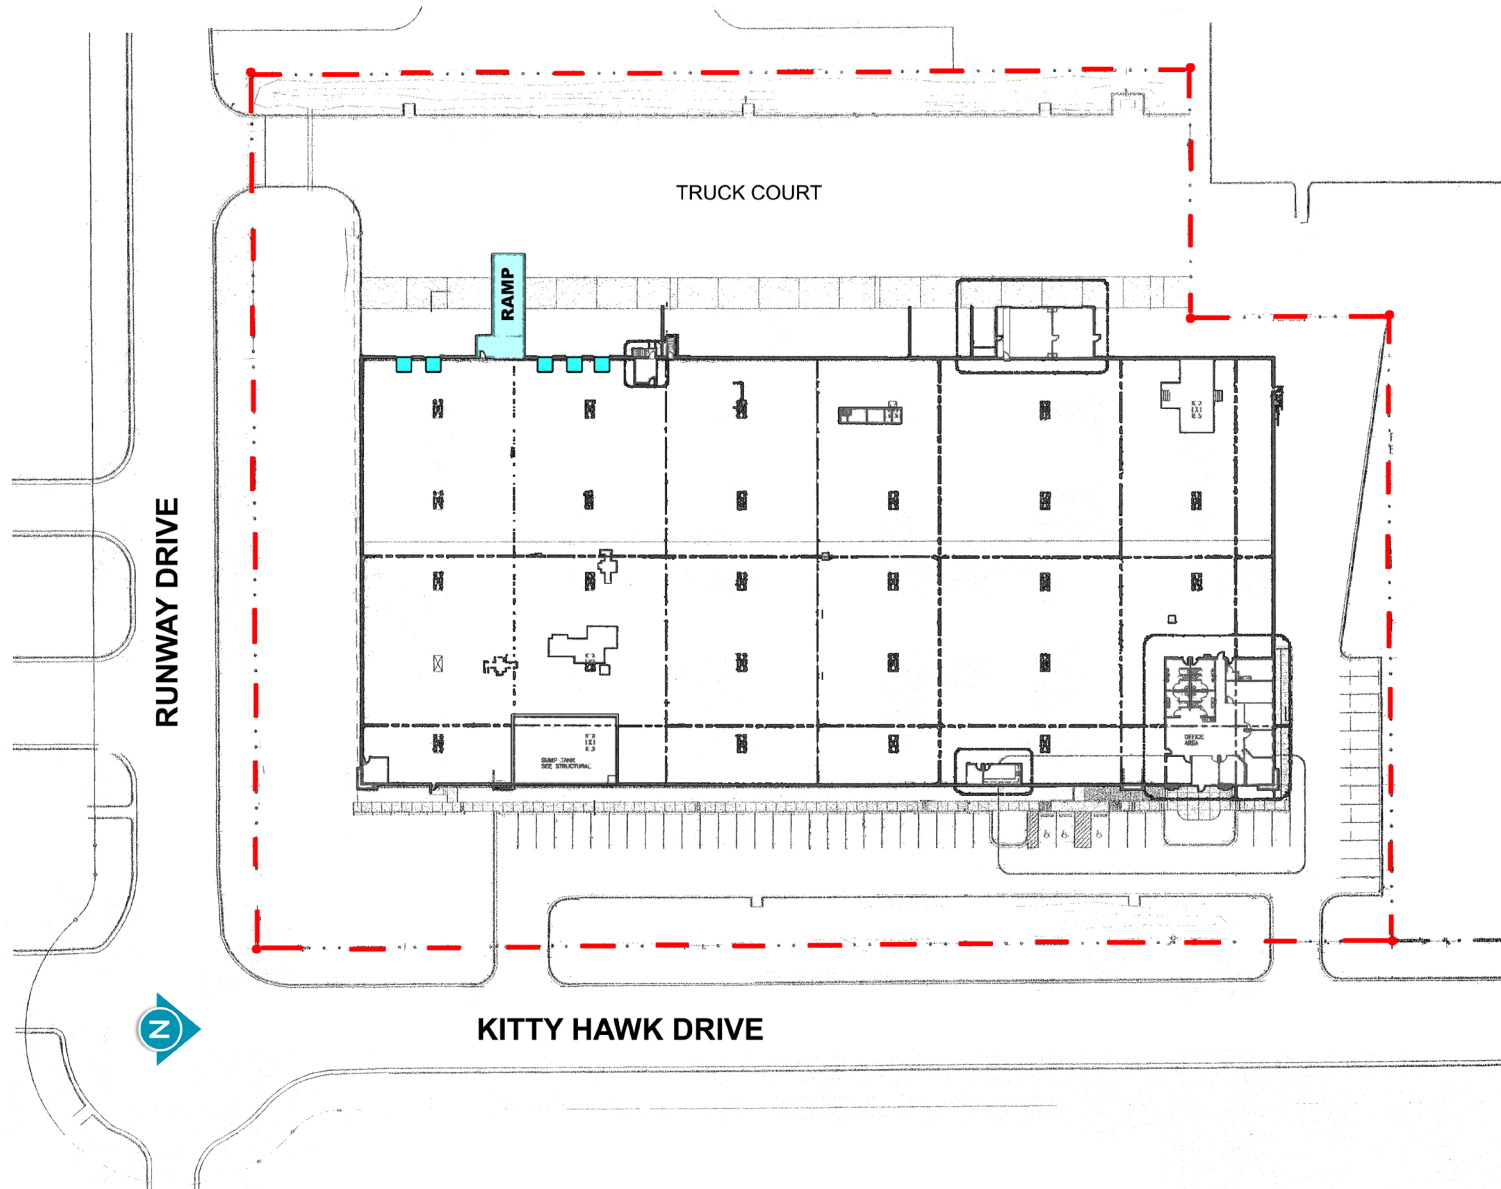 TRUCK COURT
RAMP
RUNWAY DRIVE
OFFICE
AREA
SUMP TANK
SEE STRUCTURAL
N
KITTY HAWK DRIVE